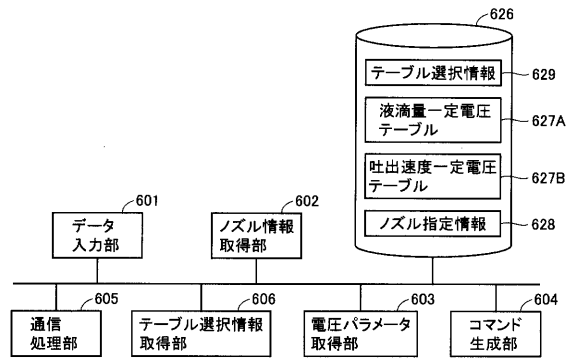 626
テーブル選択情報
629
液滴量一定電圧
テーブル
627A
吐出速度一定電圧
テーブル
627B
ノズル指定情報
628
601
データ
入力部
602
ノズル情報
取得部
605
通信
処理部
606
テーブル選択情報
取得部
603
電圧パラメータ
取得部
604
コマンド
生成部